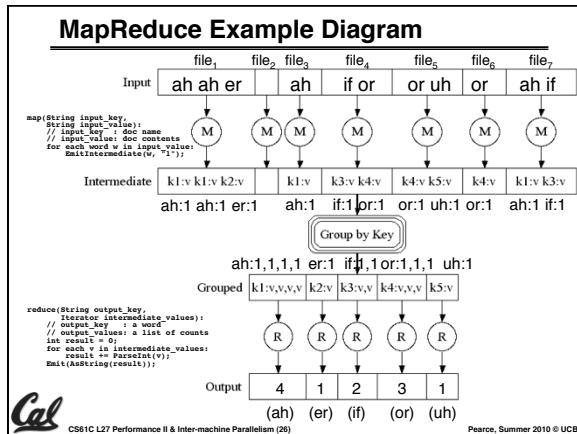 MapReduce Example Diagram
file1 file2 file3 file4 file5 file6 file7
Input ah ah er ah if or or uh or ah if
map(String input_key,
String input_value):
// input_key : doc name
// input_value: doc contents
for each word w in input_value:
EmitIntermediate(w, "1");
M M M M M M M
Intermediate k1:v k1:v k2:v k1:v k3:v k4:v k4:v k5:v k4:v k1:v k3:v
ah:1 ah:1 er:1 ah:1 if:1 or:1 or:1 uh:1 or:1 ah:1 if:1
Group by Key
ah:1,1,1,1 er:1 if:1,1 or:1,1,1 uh:1
Grouped k1:v,v,v,v k2:v k3:v,v k4:v,v,v k5:v
reduce(String output_key,
Iterator intermediate_values):
// output_key : a word
// output_values: a list of counts
int result = 0;
for each v in intermediate_values:
result += ParseInt(v);
Emit(AsString(result));
R R R R R
Output 4 1 2 3 1
(ah) (er) (if) (or) (uh)
Cal CS61C L27 Performance II & Inter-machine Parallelism (26) Pearce, Summer 2010 © UCB